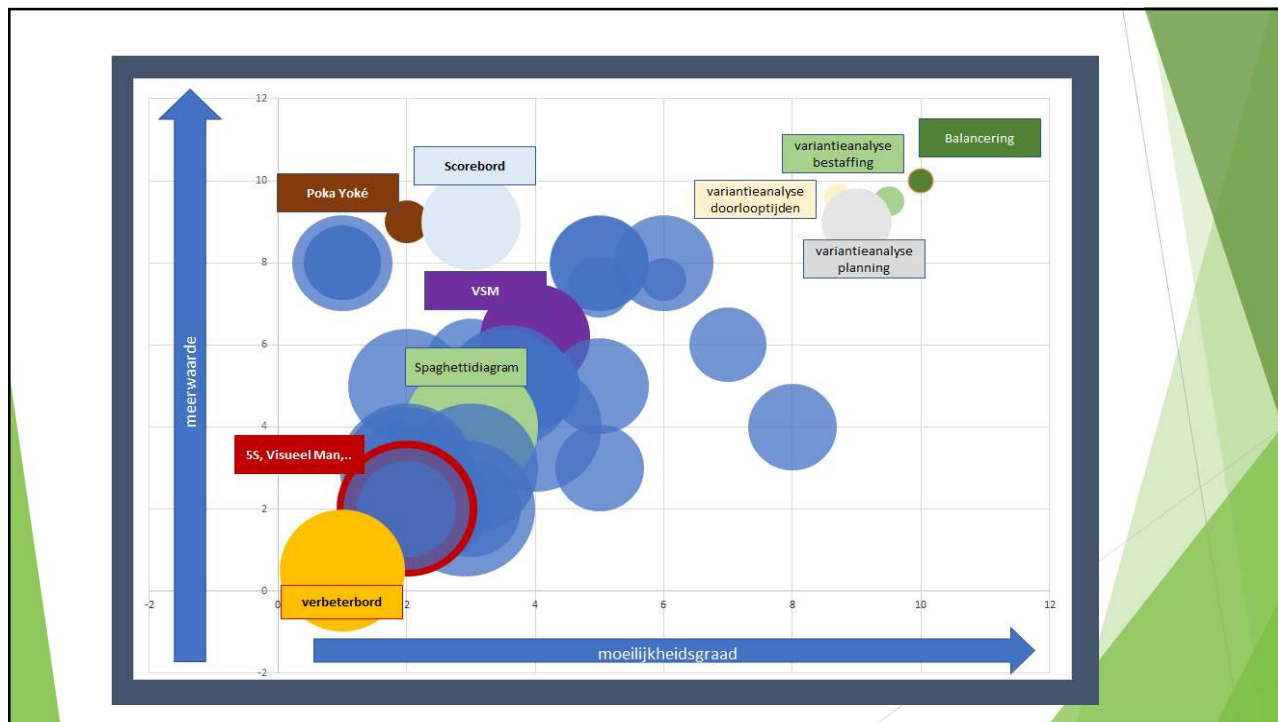 12
Balancering
variantieanalyse
bestaffing
Scorebord
10
Poka Yoké
variantieanalyse
doorlooptijden
variantieanalyse
planning
8
VSM
6
Spaghettidiagram
meerwaarde
4
5S, Visueel Man,..
2
0
verbeterbord
-2
0
2
4
6
8
10
12
moeilijkheidsgraad
-2